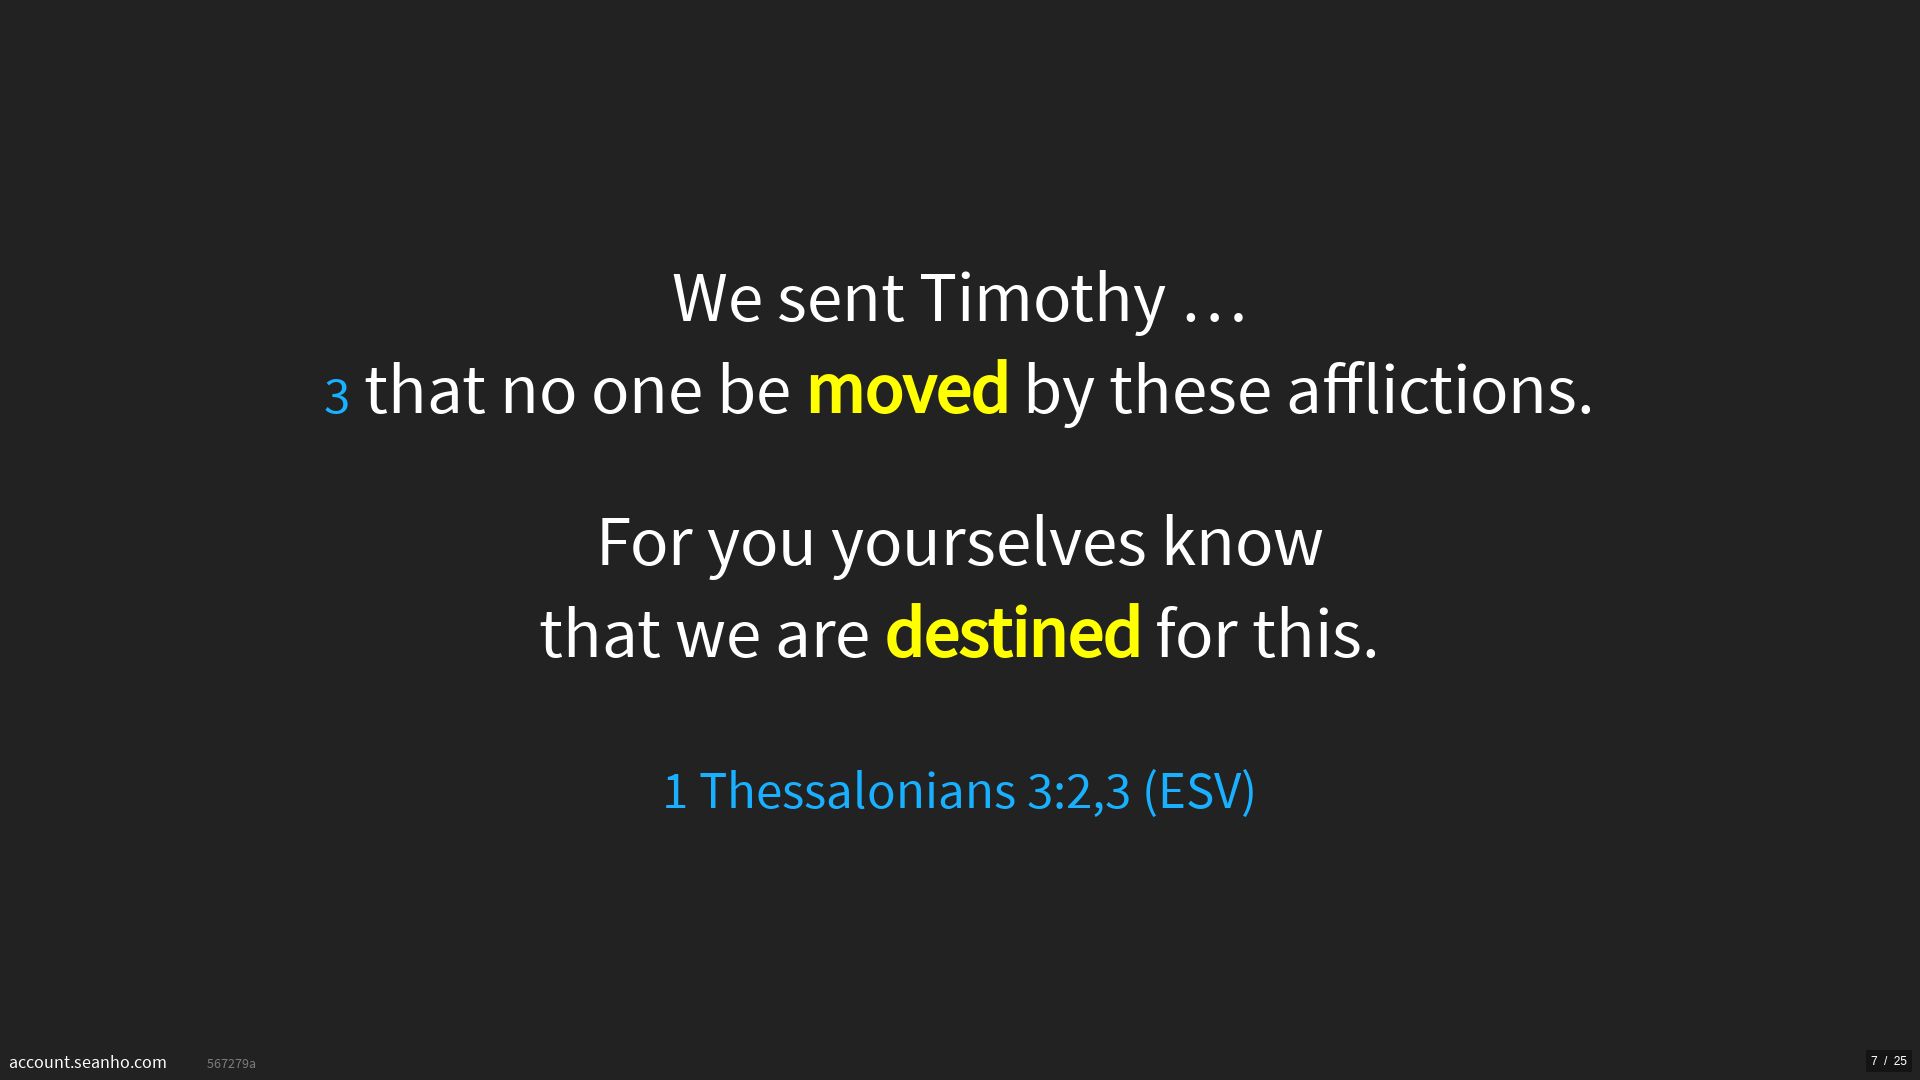 We sent Timothy …
3 that no one be moved by these afflictions.
For you yourselves know
that we are destined for this.
1 Thessalonians 3:2,3 (ESV)
account.seanho.com 567279a
7 / 25